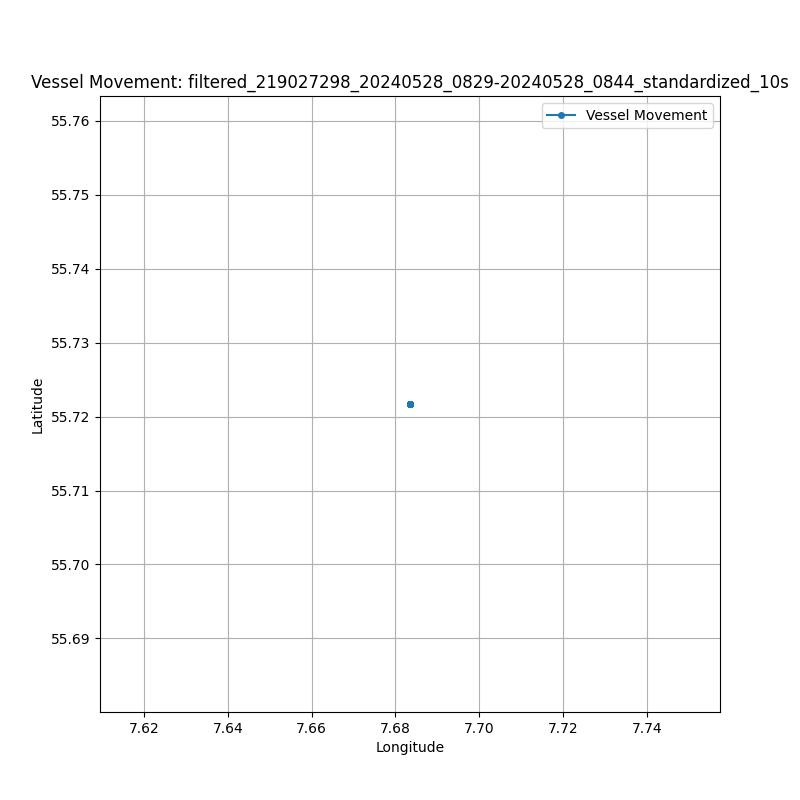 Vessel Movement: filtered_219027298_20240528_0829-20240528_0844_standardized_10s
Vessel Movement
55.76
55.75
55.74
55.73
55.72
55.71
55.70
55.69
Latitude
7.62 7.64 7.66 7.68 7.70 7.72 7.74
Longitude